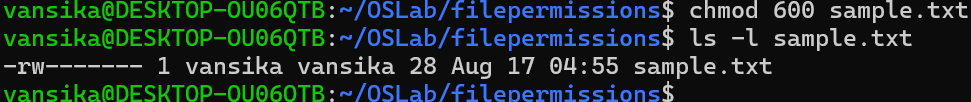 vansika@DESKTOP-OU06QTB:~/OSLab/filepermissions$ chmod 600 sample.txt
vansika@DESKTOP-OU06QTB:~/OSLab/filepermissions$ ls -l sample.txt
-rw------- 1 vansika vansika 28 Aug 17 04:55 sample.txt
vansika@DESKTOP-OU06QTB:~/OSLab/filepermissions$